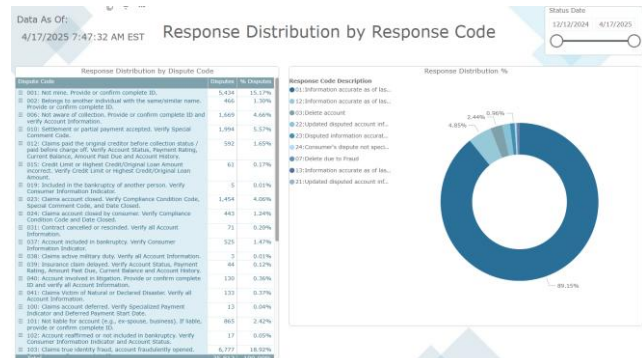 Data As Of:
4/17/2025 7:47:32 AM EST
Response Distribution by Response Code
Status Date
12/12/2024 4/17/2025
Response Distribution by Dispute Code
Dispute Code Disputes % Disputes
001: Not mine. Provide or confirm complete ID. 5,434 15.17%
002: Belongs to another individual with the same/similar name. 466 1.30%
Provide or confirm complete ID.
006: Not aware of collection. Provide or confirm complete ID and 1,669 4.66%
verify Account Information.
010: Settlement or partial payment accepted. Verify Special 1,994 5.57%
Comment Code.
012: Claims paid the original creditor before collection status / 592 1.65%
paid before charge off. Verify Account Status, Payment Rating,
Current Balance, Amount Paid Due and Account History.
015: Credit Limit or Highest Credit/Original Loan Amount 61 0.17%
incorrect. Verify Credit Limit or Highest Credit/Original Loan
Amount.
019: Included in the bankruptcy of another person. Verify 5 0.01%
Consumer Information Indicator.
023: Claims account closed. Verify Compliance Condition Code, 1,454 4.06%
Special Comment Code, and Date Closed.
024: Claims account closed by consumer. Verify Compliance 443 1.24%
Condition Code and Date Closed.
031: Contract cancelled or rescinded. Verify all Account 71 0.20%
Information.
037: Account included in bankruptcy. Verify Consumer 525 1.47%
Information Indicator.
038: Claims active military duty. Verify all Account Information. 3 0.01%
039: Insurance claim delayed. Verify Account Status, Payment 44 0.12%
Rating, Amount Past Due, Current Balance and Account History.
040: Account involved in litigation. Provide or confirm complete 130 0.36%
ID and verify all Account Information.
041: Claims Victim of Natural or Declared Disaster. Verify all 133 0.37%
Account Information.
100: Claims account deferred. Verify Specialized Payment 13 0.04%
Indicator and Deferred Payment Start Date.
101: Not liable for account (e.g., ex-spouse, business). If liable, 865 2.42%
provide or confirm complete ID.
102: Account reaffirmed or not included in bankruptcy. Verify 17 0.05%
Consumer Information Indicator and Account Status.
103: Claims true identity fraud, account fraudulently opened. 6,777 18.92%
Response Distribution %
Response Code Description
01:Information accurate as of las...
12:Information accurate as of las...
03:Delete account
22:Updated disputed account inf...
23:Disputed information accurat...
24:Consumer's dispute not speci...
07:Delete due to Fraud
13:Information accurate as of las...
21:Updated disputed account inf...
0.96%
2.44%
4.85%
89.15%